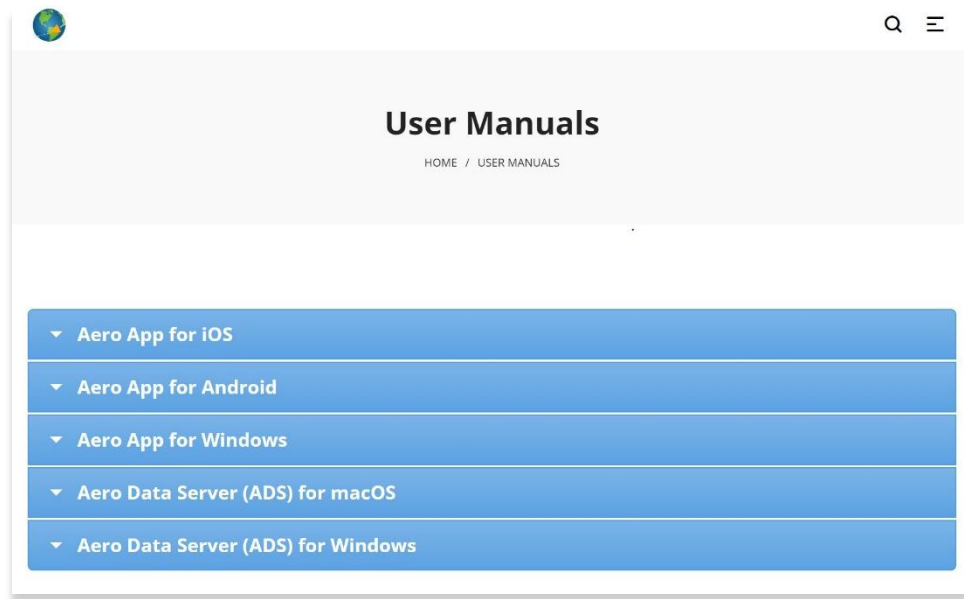 User Manuals
HOME / USER MANUALS
Aero App for iOS
Aero App for Android
Aero App for Windows
Aero Data Server (ADS) for macOS
Aero Data Server (ADS) for Windows